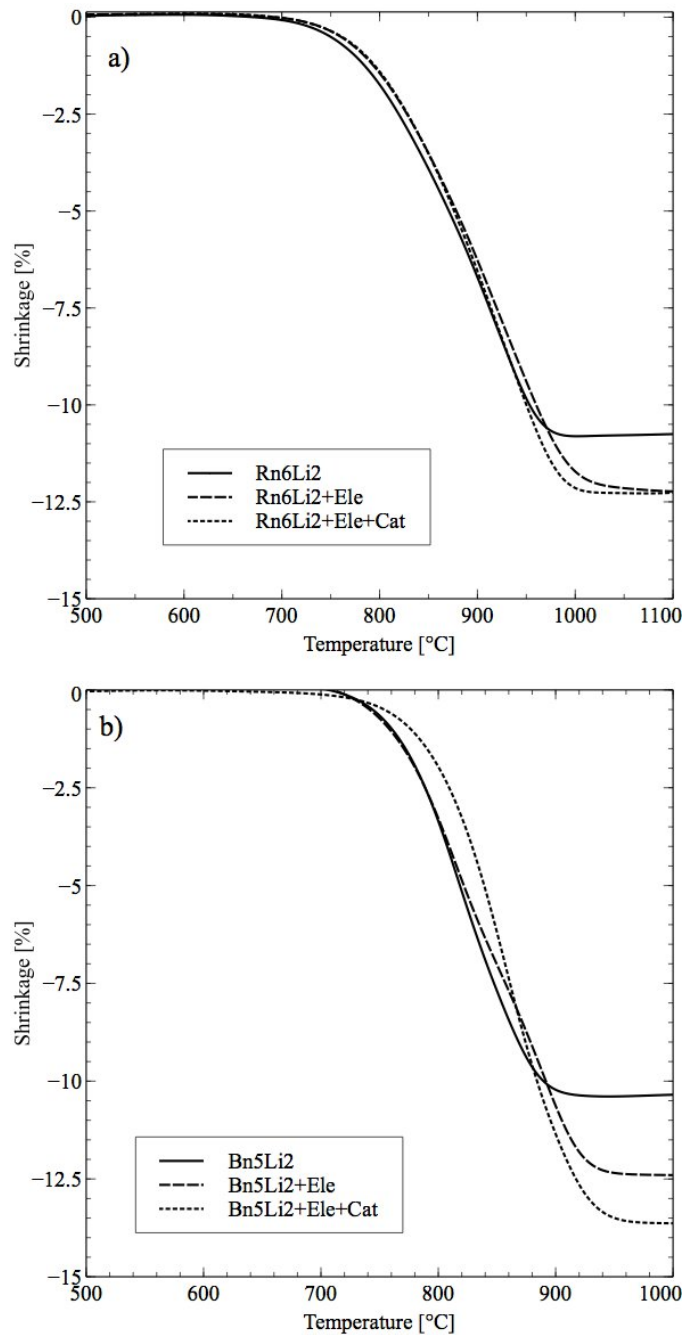 a)
0
−2.5
−5
−7.5
−10
−12.5
−15
Shrinkage [%]
Rn6Li2
Rn6Li2+Ele
Rn6Li2+Ele+Cat
500 600 700 800 900 1000 1100
Temperature [°C]
b)
0
−2.5
−5
−7.5
−10
−12.5
−15
Shrinkage [%]
Bn5Li2
Bn5Li2+Ele
Bn5Li2+Ele+Cat
500 600 700 800 900 1000
Temperature [°C]